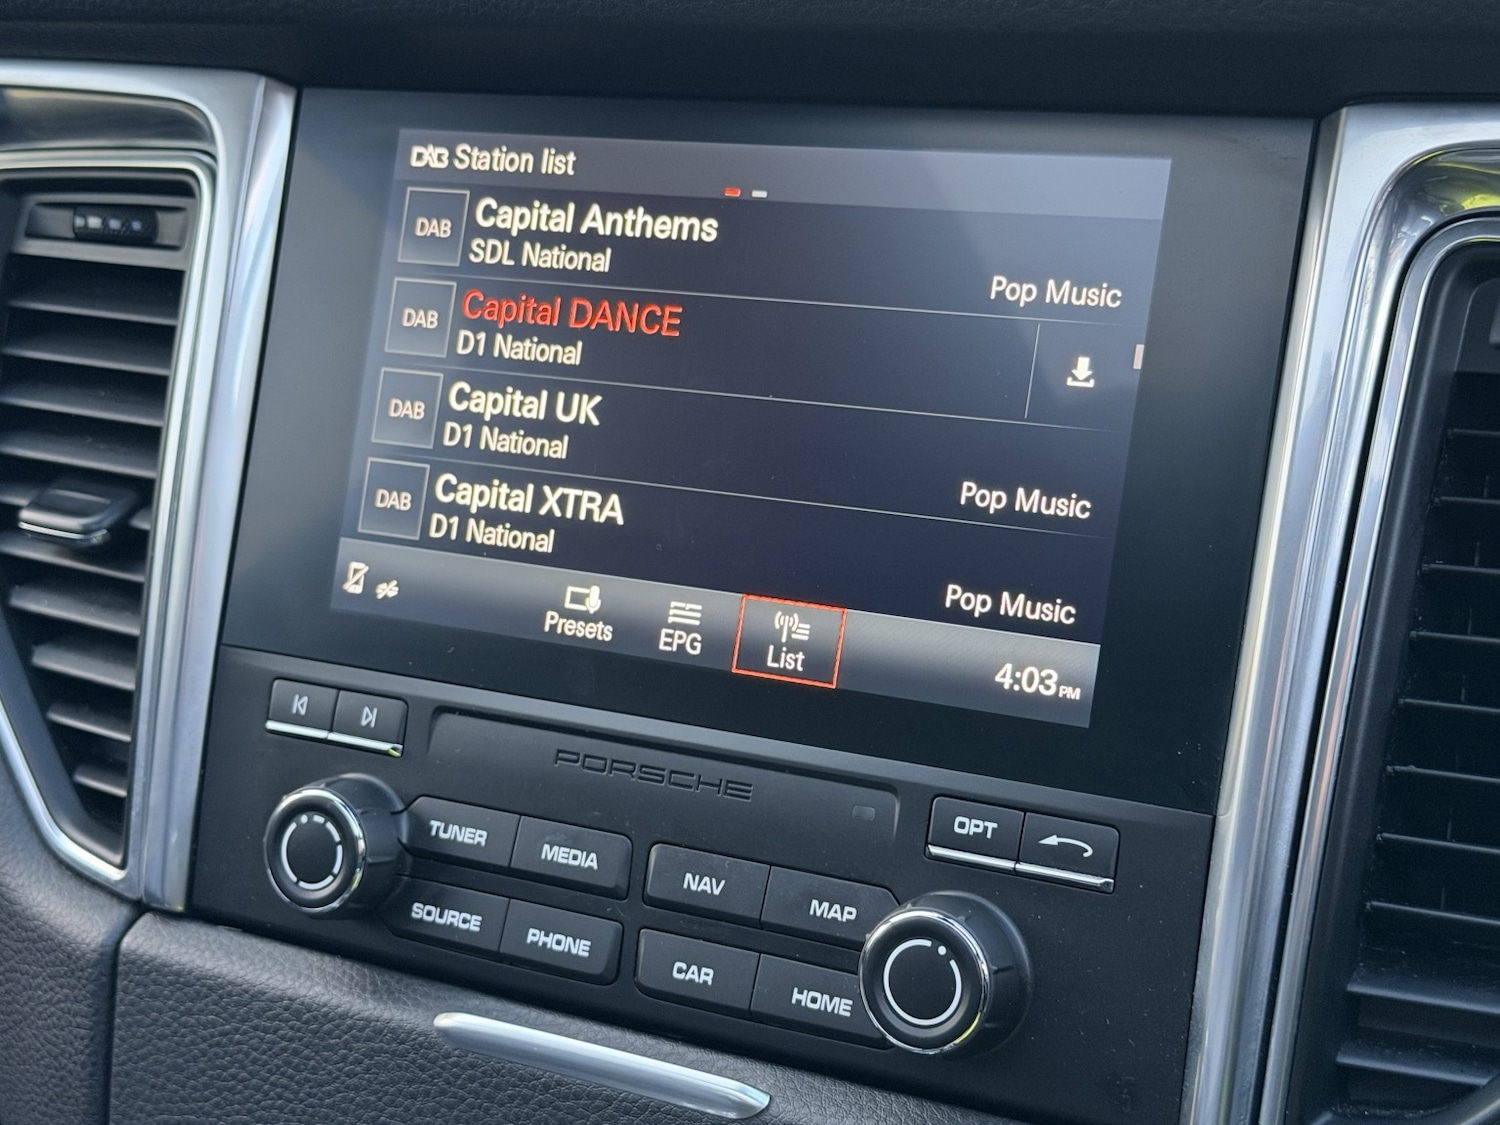 DAB Station list
DAB
Capital Anthems
SDL National
Pop Music
DAB
Capital DANCE
D1 National
DAB
Capital UK
D1 National
Pop Music
DAB
Capital XTRA
D1 National
Pop Music
Presets
EPG
List
4:03 PM
PORSCHE
TUNER
MEDIA
NAV
MAP
OPT
SOURCE
PHONE
CAR
HOME